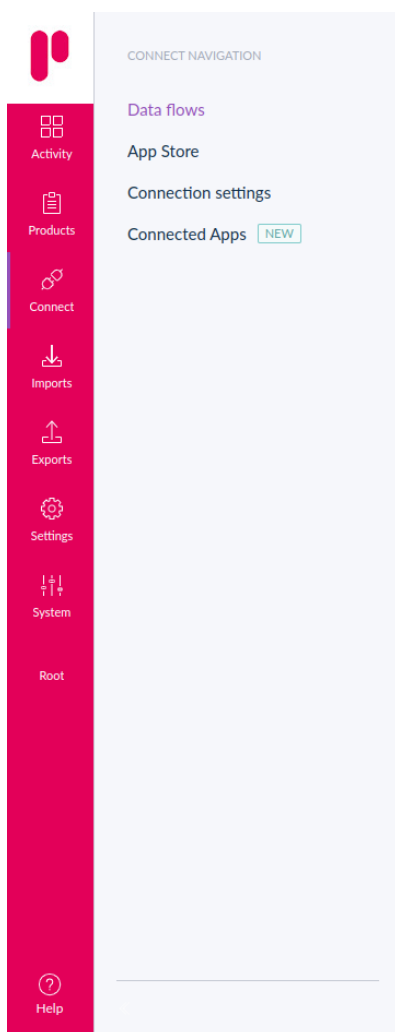 Activity
Products
Connect
Imports
Exports
Settings
System
Root
Help
CONNECT NAVIGATION
Data flows
App Store
Connection settings
Connected Apps NEW